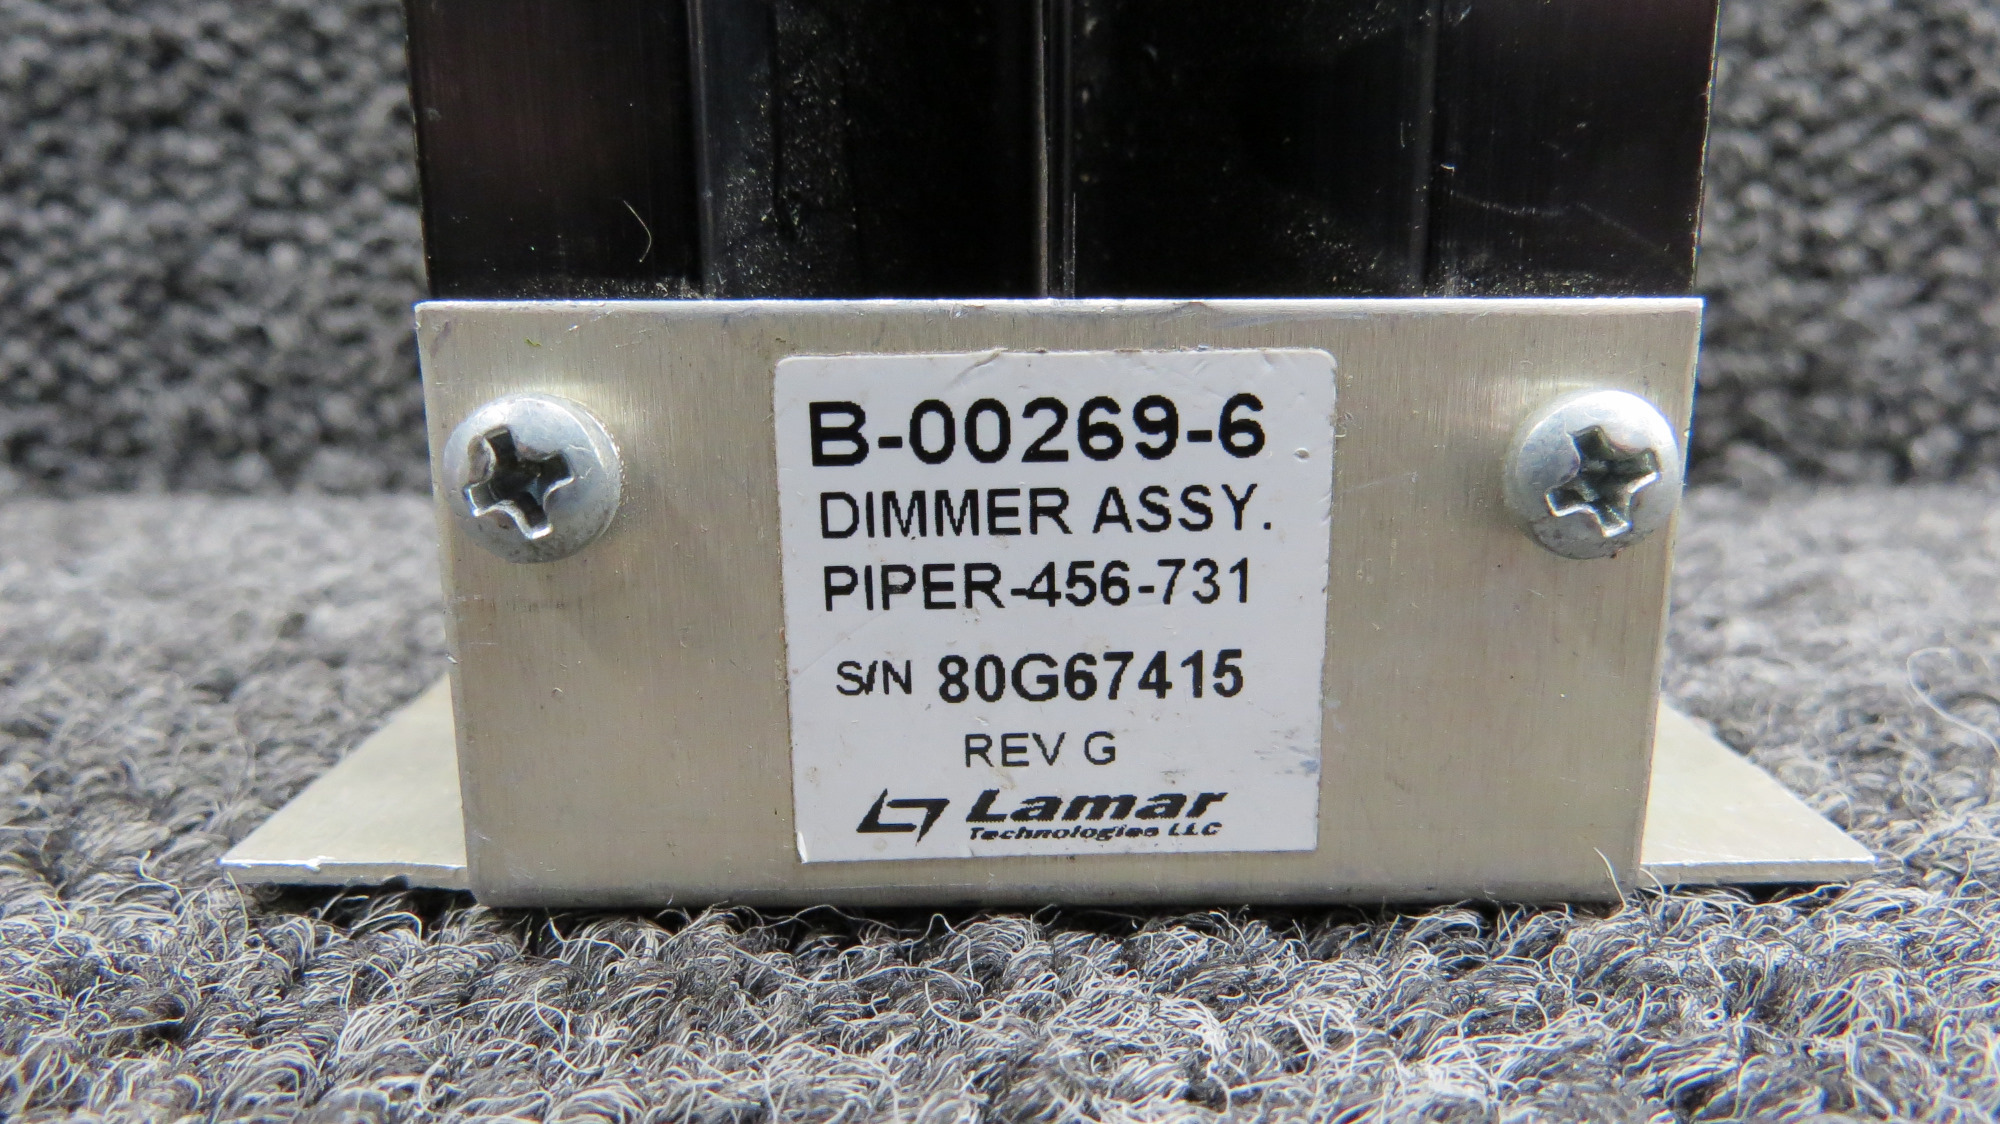 B-00269-6
DIMMER ASSY.
PIPER-456-731
S/N 80G67415
REV G
Lamar
Technologies LLC